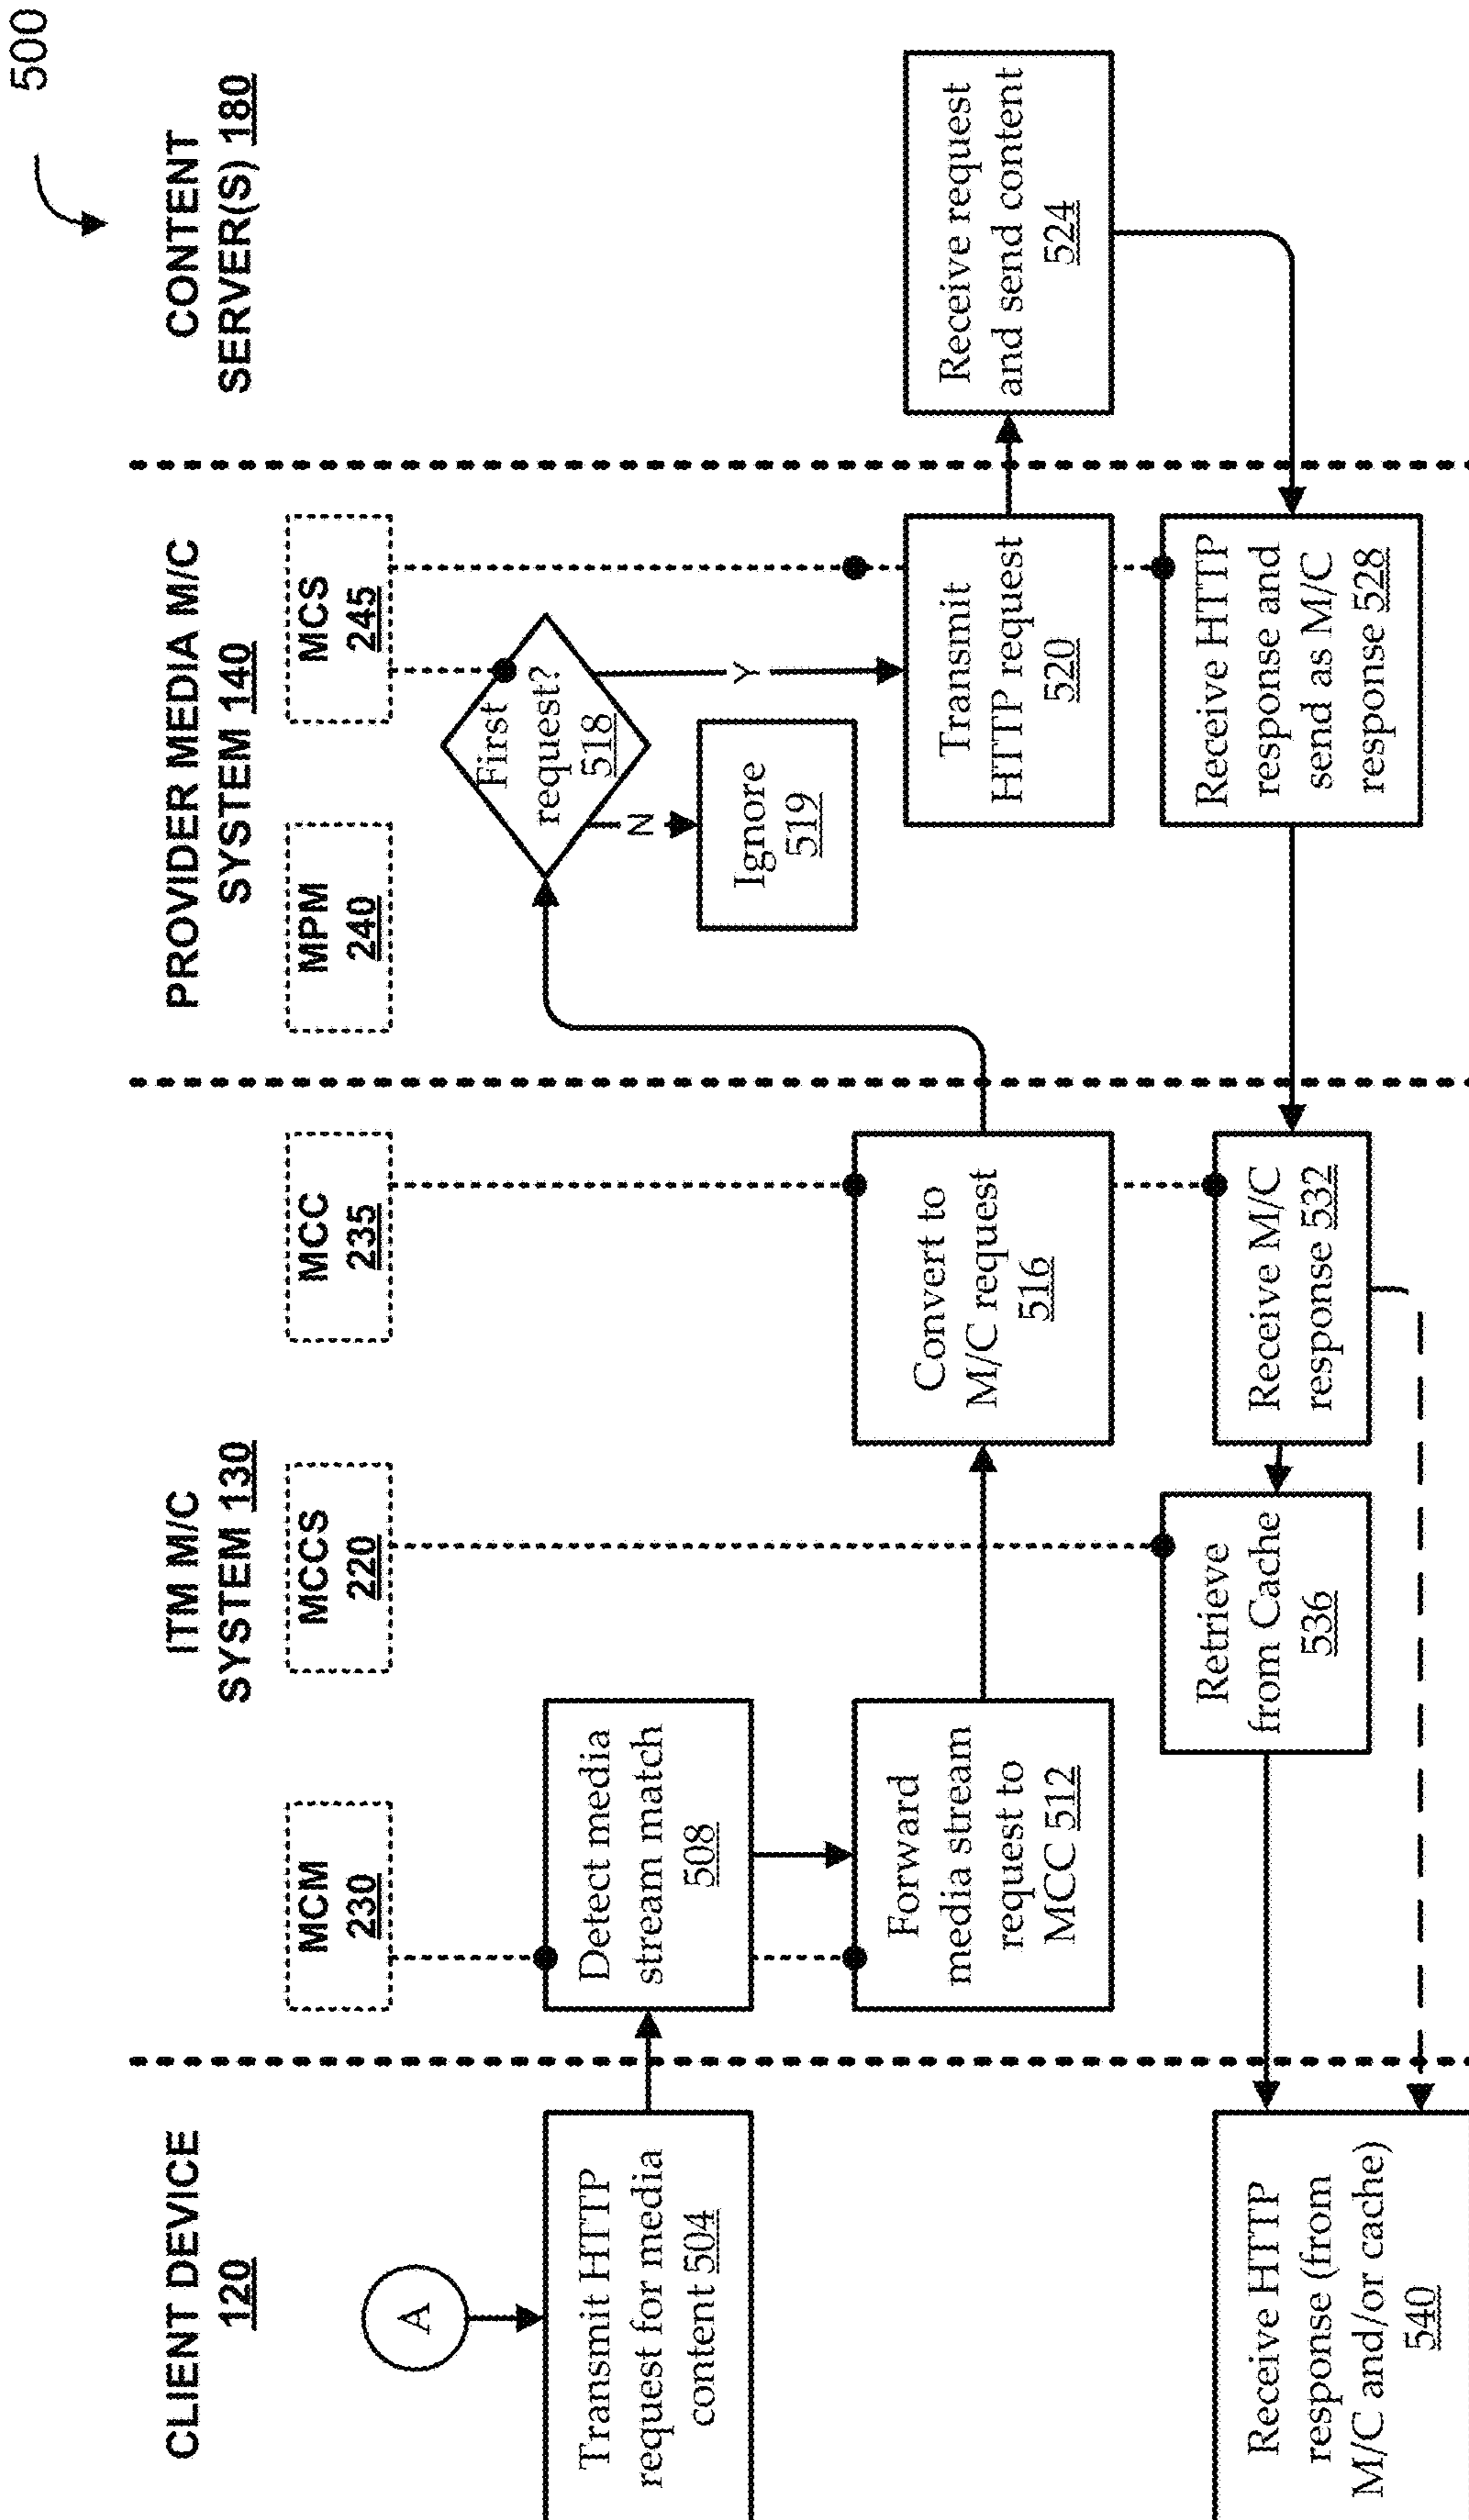 500
CLIENT DEVICE
120
ITM M/C
SYSTEM 130
PROVIDER MEDIA M/C
SYSTEM 140
CONTENT
SERVER(S) 180
MCM
230
MCCS
220
MCC
235
MPM
240
MCS
245
A
Transmit HTTP
request for media
content 504
Detect media
stream match
508
Forward
media stream
request to
MCC 512
Convert to
M/C request
516
First
request?
518
N
Y
Ignore
519
Transmit
HTTP request
520
Receive request
and send content
524
Receive HTTP
response and
send as M/C
response 528
Receive M/C
response 532
Retrieve
from Cache
536
Receive HTTP
response (from
M/C and/or cache)
540